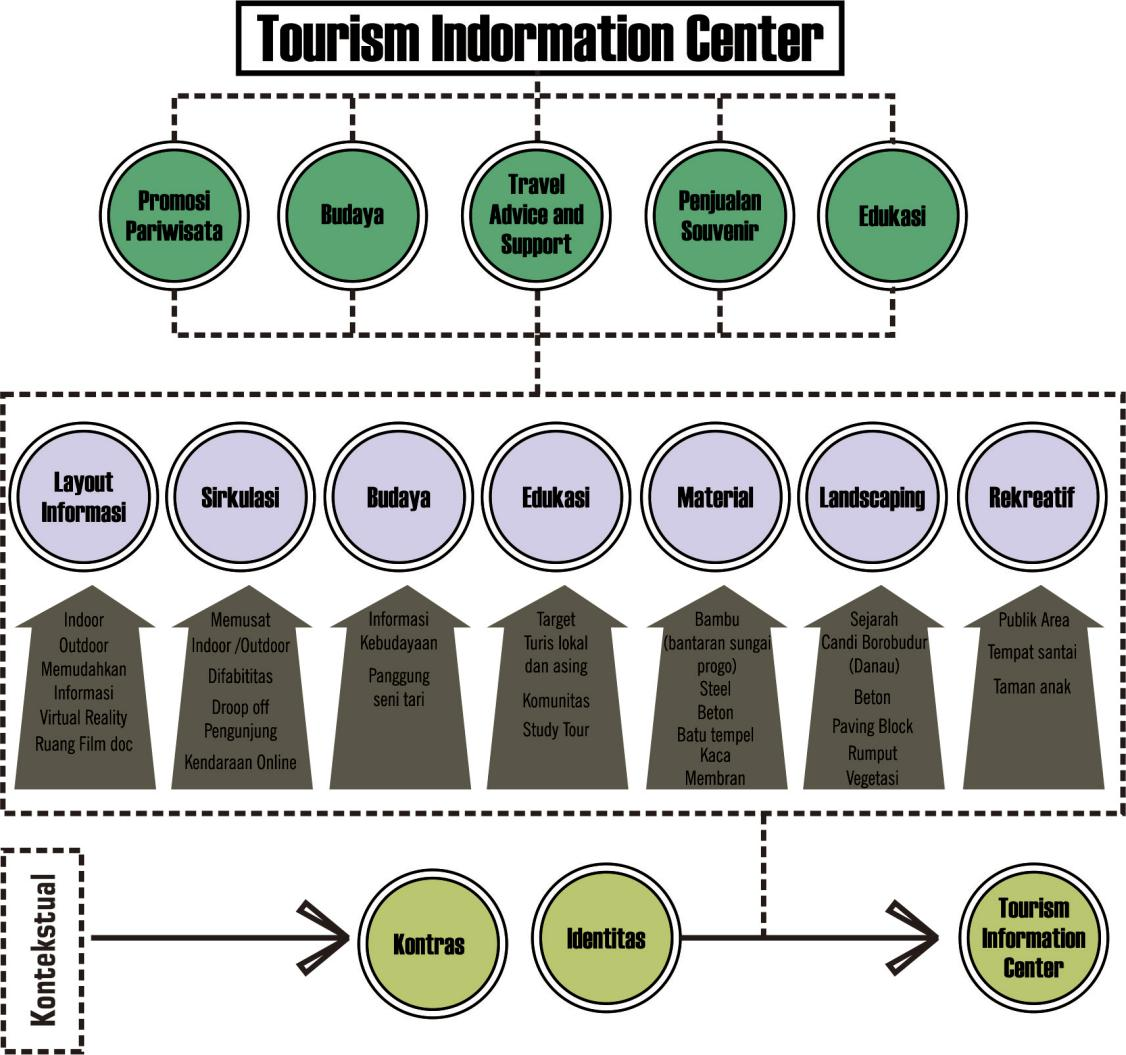 Tourism Indormation Center
Promosi
Pariwisata
Budaya
Travel
Advice and
Support
Penjualan
Souvenir
Edukasi
Layout
Informasi
Sirkulasi
Budaya
Edukasi
Material
Landscaping
Rekreatif
Indoor
Outdoor
Memudahkan
Informasi
Virtual Reality
Ruang Film doc
Memusat
Indoor /Outdoor
Difabititas
Droop off
Pengunjung
Kendaraan Online
Informasi
Kebudayaan
Panggung
seni tari
Target
Turis lokal
dan asing
Komunitas
Study Tour
Bambu
(bantaran sungai
progo)
Steel
Beton
Batu tempel
Kaca
Membran
Sejarah
Candi Borobudur
(Danau)
Beton
Paving Block
Rumput
Vegetasi
Publik Area
Tempat santai
Taman anak
Kontekstual
Kontras
Identitas
Tourism
Information
Center